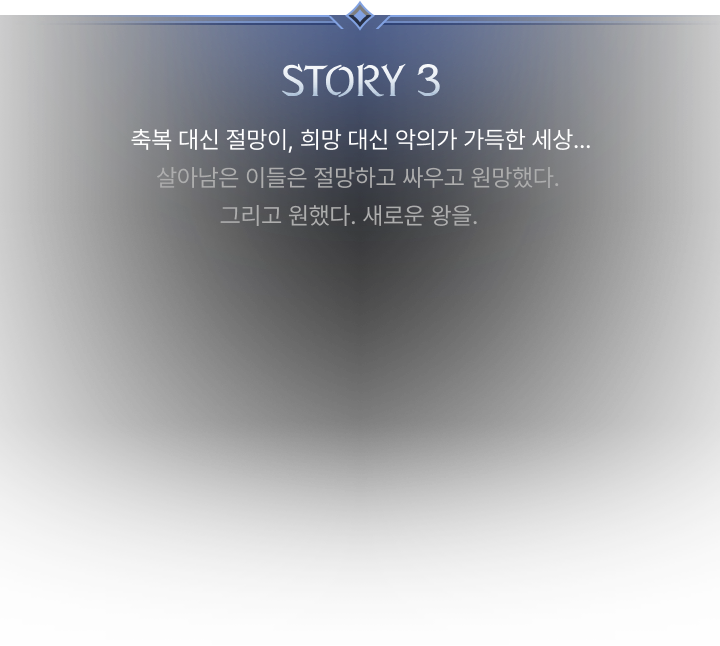 STORY 3
축복 대신 절망이, 희망 대신 악의가 가득한 세상...
살아남은 이들은 절망하고 싸우고 원망했다.
그리고 원했다. 새로운 왕을.